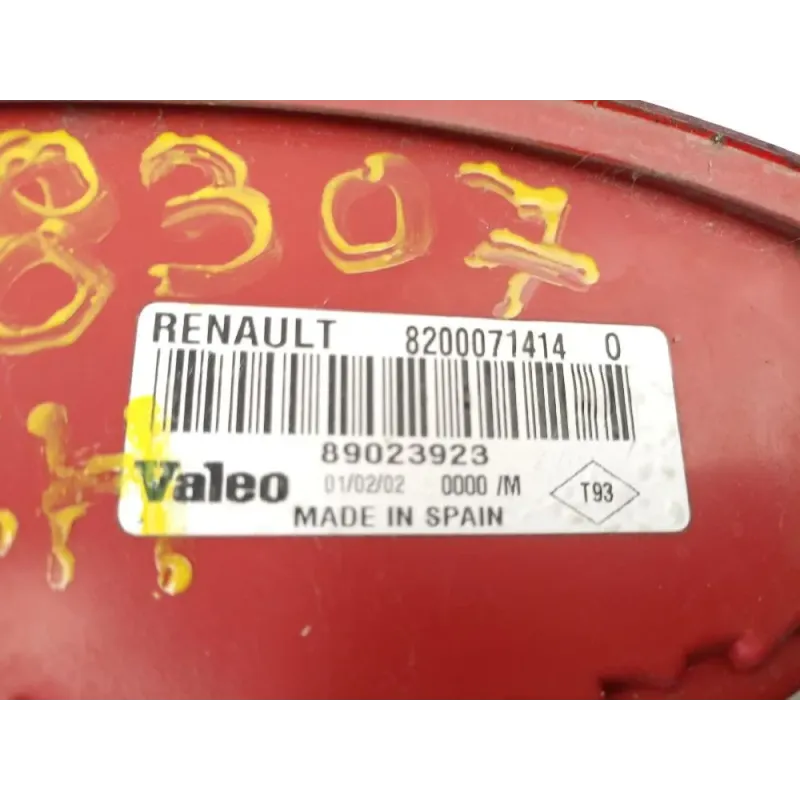 8307
RENAULT 8200071414 0
89023923
Valeo 01/02/02 0000 /M T93
MADE IN SPAIN